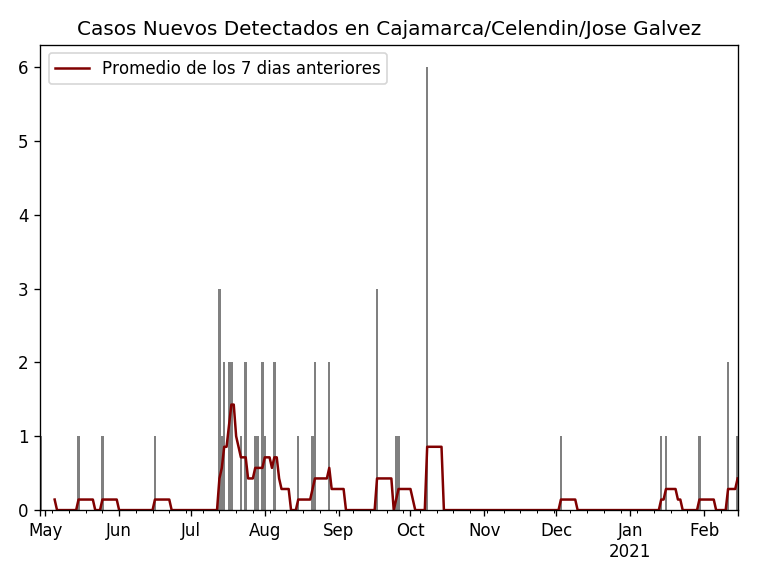 Casos Nuevos Detectados en Cajamarca/Celendin/Jose Galvez
Promedio de los 7 dias anteriores
6
5
4
3
2
1
0
May Jun Jul Aug Sep Oct Nov Dec Jan Feb
2021